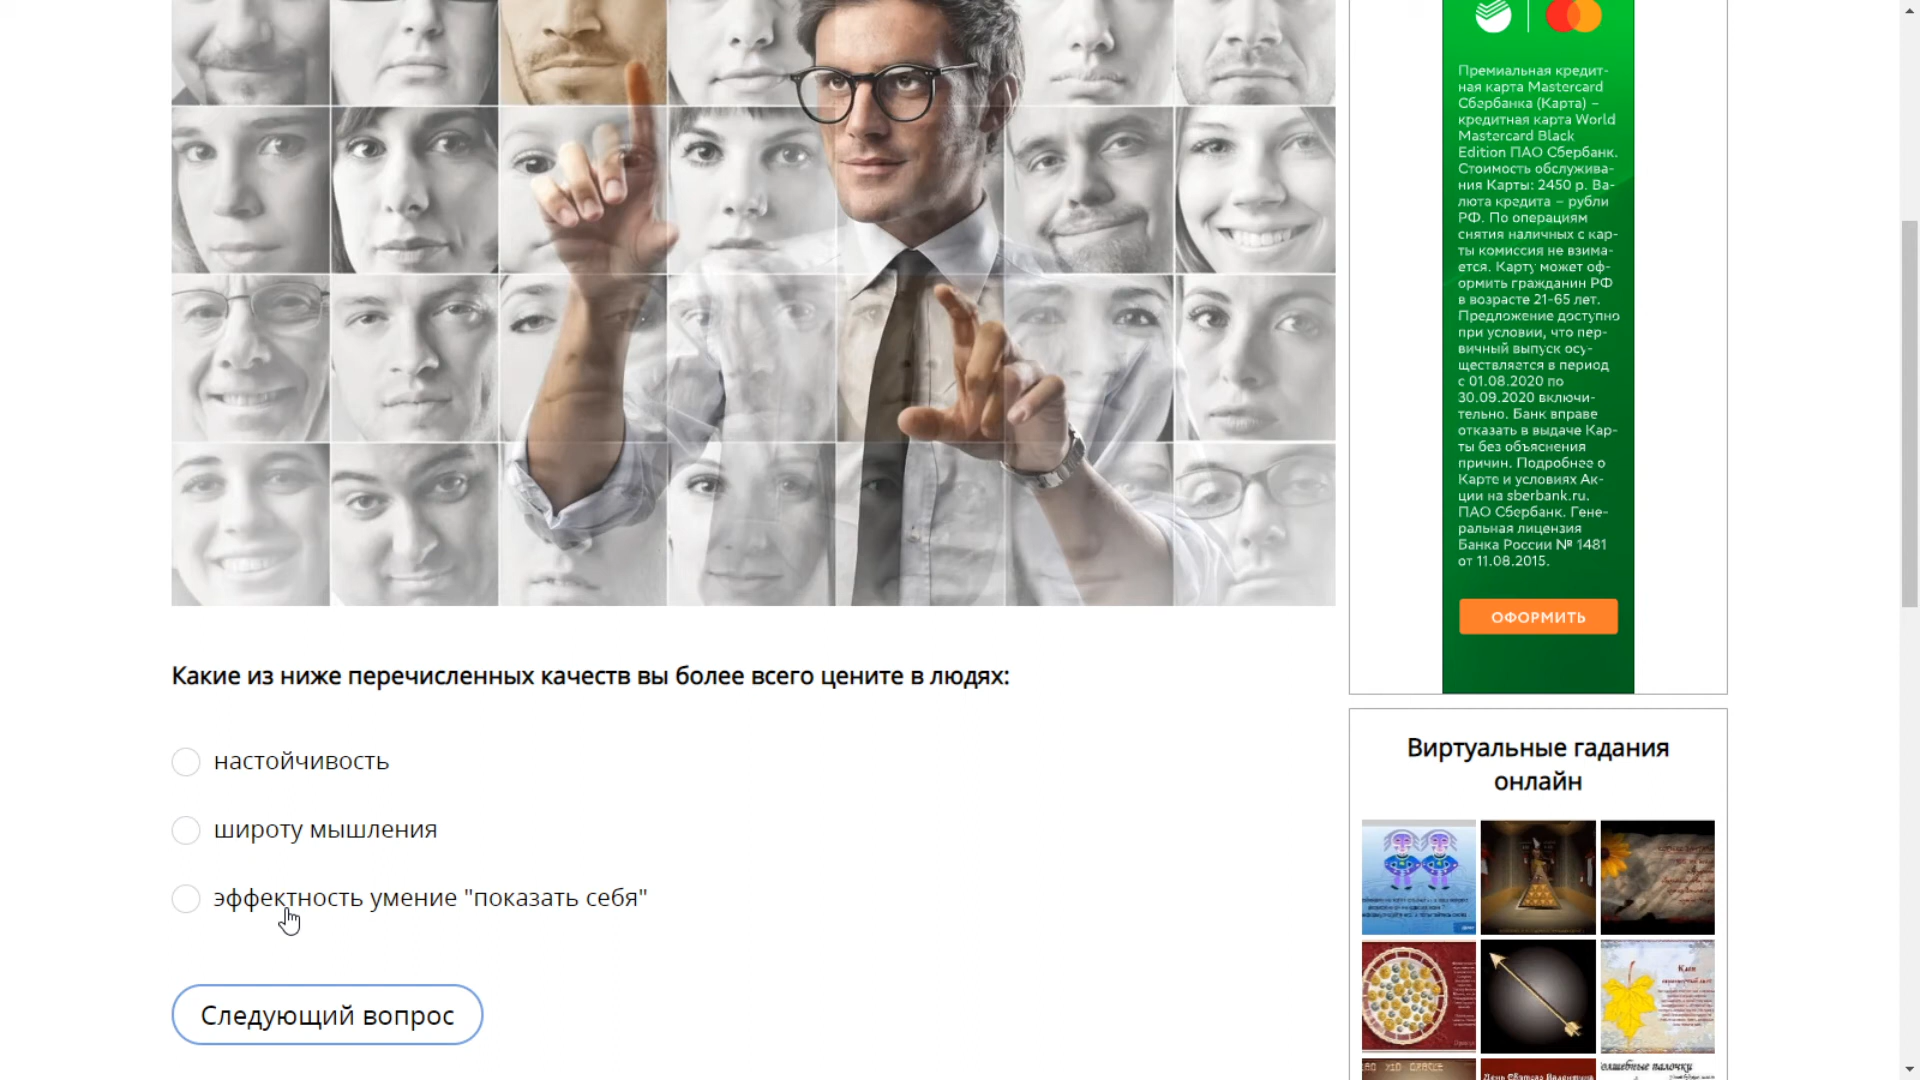 Премиальная кредит-
ная карта Mastercard
Сбербанка (Карта) –
кредитная карта World
Mastercard Black
Edition ПАО Сбербанк.
Стоимость обслужива-
ния Карты: 2450 р. Ва-
люта кредита – рубли
РФ. По операциям
снятия наличных с кар-
ты комиссия не взима-
ется. Карту может оф-
ормить гражданин РФ
в возрасте 21-65 лет.
Предложение доступно
при условии, что пер-
вичный выпуск осу-
ществляется в период
с 01.08.2020 по
30.09.2020 включи-
тельно. Банк вправе
отказать в выдаче Кар-
ты без объяснения
причин. Подробнее о
Карте и условиях Ак-
ции на sberbank.ru.
ПАО Сбербанк. Гене-
ральная лицензия
Банка России № 1481
от 11.08.2015.
ОФОРМИТЬ
Какие из ниже перечисленных качеств вы более всего цените в людях:
настойчивость
широту мышления
эффектность умение "показать себя"
Следующий вопрос
Виртуальные гадания
онлайн
День Святого Валентина